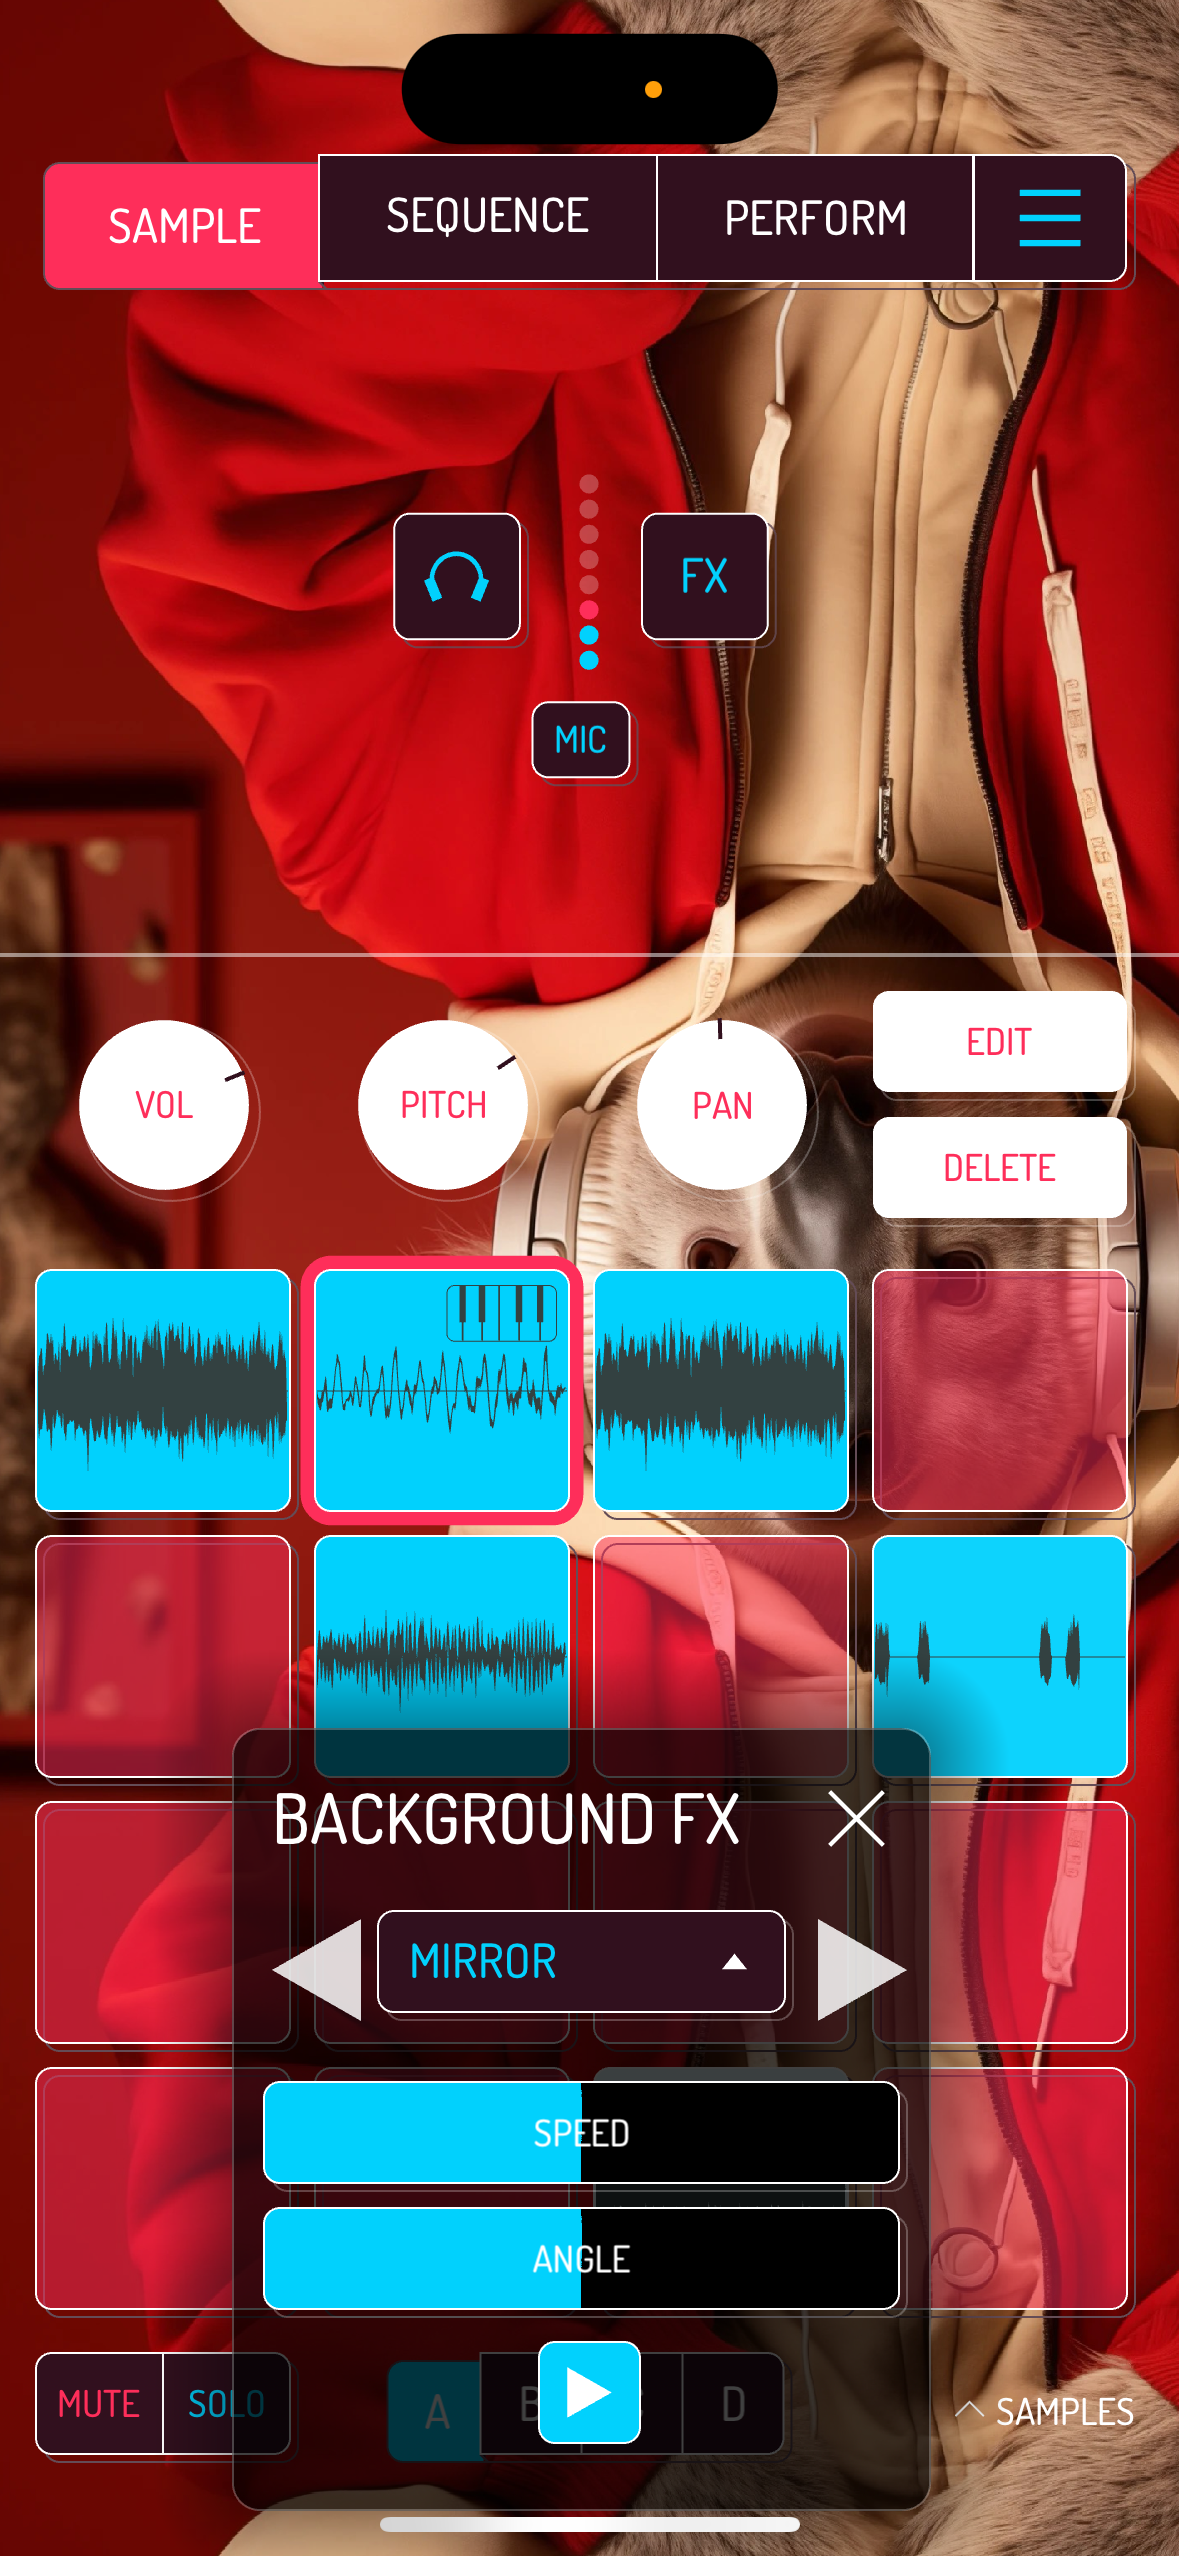 SAMPLE
SEQUENCE
PERFORM
FX
MIC
VOL
PITCH
PAN
EDIT
DELETE
BACKGROUND FX
MIRROR
SPEED
ANGLE
MUTE
SOLO
A
B
D
SAMPLES